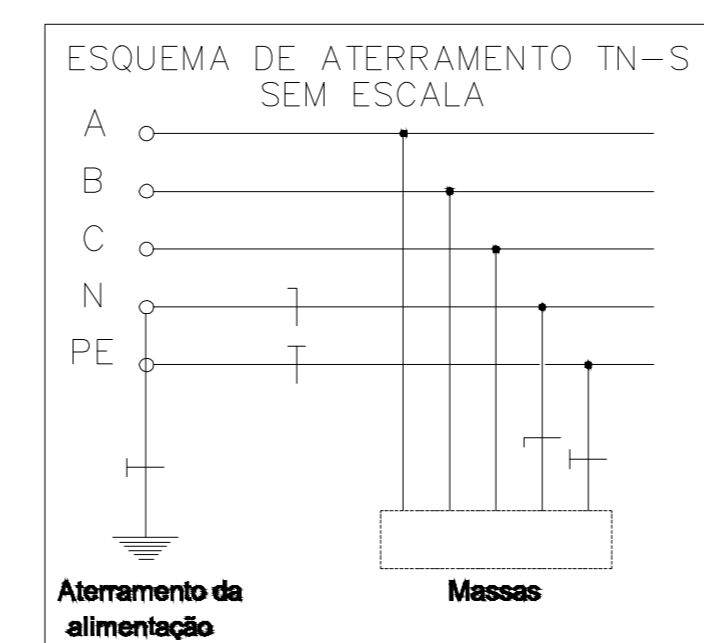 ESQUEMA DE ATERRAMENTO TN-S
SEM ESCALA
A
B
C
N
PE
Aterramento da
alimentação
Massas